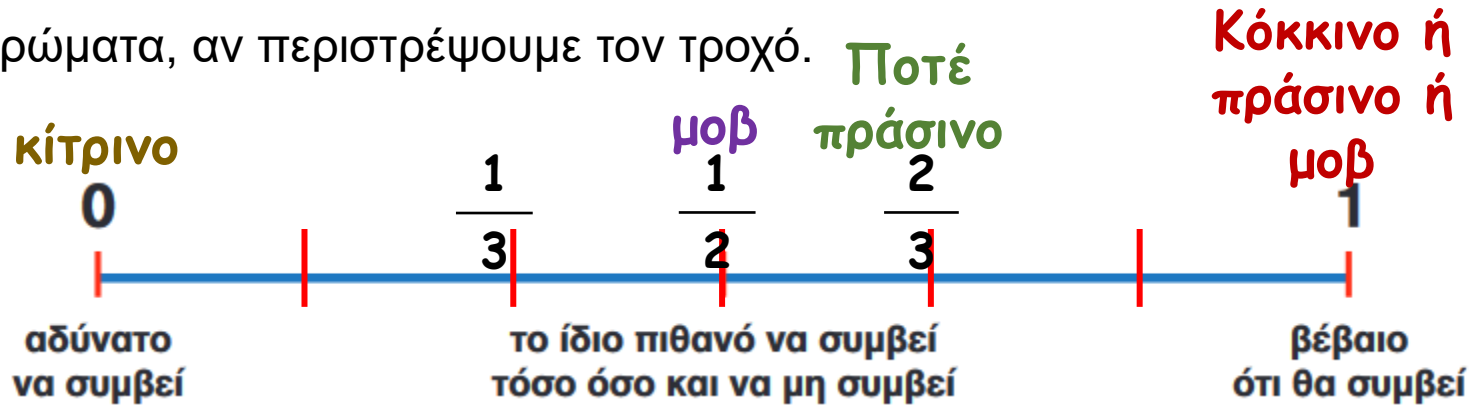 ρώματα, αν περιστρέψουμε τον τροχό.
κίτρινο
0
1
3
μοβ
1
2
Ποτέ
πράσινο
2
3
Κόκκινο ή
πράσινο ή
μοβ
1
αδύνατο
να συμβεί
το ίδιο πιθανό να συμβεί
τόσο όσο και να μη συμβεί
βέβαιο
ότι θα συμβεί